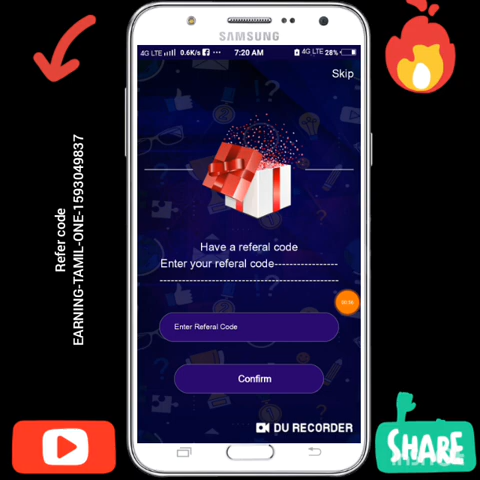 Refer code
EARNING-TAMIL-ONE-1593049837
SAMSUNG
4G LTE 0.6K/s 7:20 AM 4G LTE 28%
Skip
Have a referal code
Enter your referal code-----------------
------------------------------------------------
Enter Referal Code
Confirm
DU RECORDER
SHARE